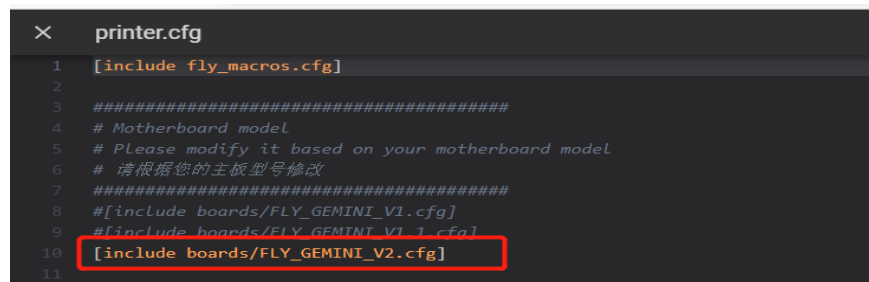 × printer.cfg
1 [include fly_macros.cfg]
2
3 ########################################
4 # Motherboard model
5 # Please modify it based on your motherboard model
6 # 请根据您的主板型号修改
7 ########################################
8 #[include boards/FLY_GEMINI_V1.cfg]
9 #[include boards/FLY_GEMINI_V1.1.cfg]
10 [include boards/FLY_GEMINI_V2.cfg]
11